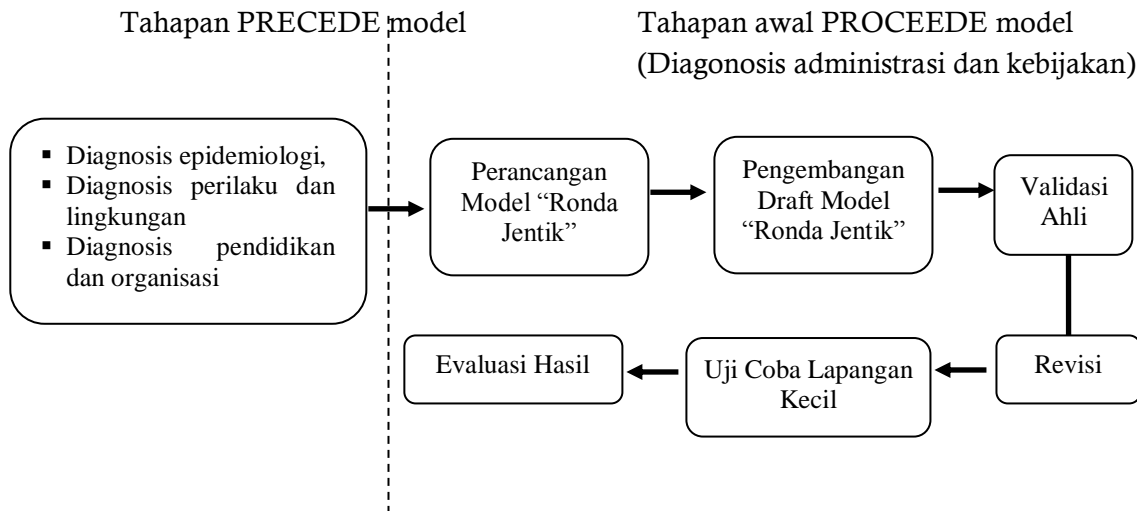 Tahapan PRECEDE model
Tahapan awal PROCEEDE model
(Diagonosis administrasi dan kebijakan)
▪ Diagnosis epidemiologi,
▪ Diagnosis perilaku dan
lingkungan
▪ Diagnosis pendidikan
dan organisasi
Perancangan
Model “Ronda
Jentik”
Pengembangan
Draft Model
“Ronda Jentik”
Validasi
Ahli
Evaluasi Hasil
Uji Coba Lapangan
Kecil
Revisi